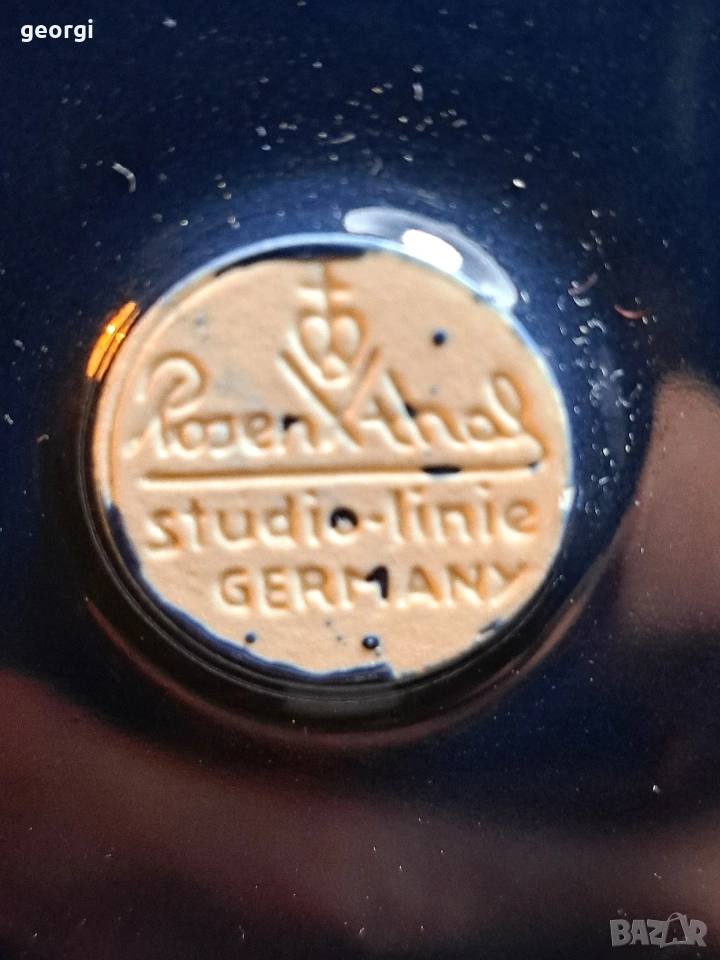 georgi
Rosenthal
studio-linie
GERMANY
BAZAR